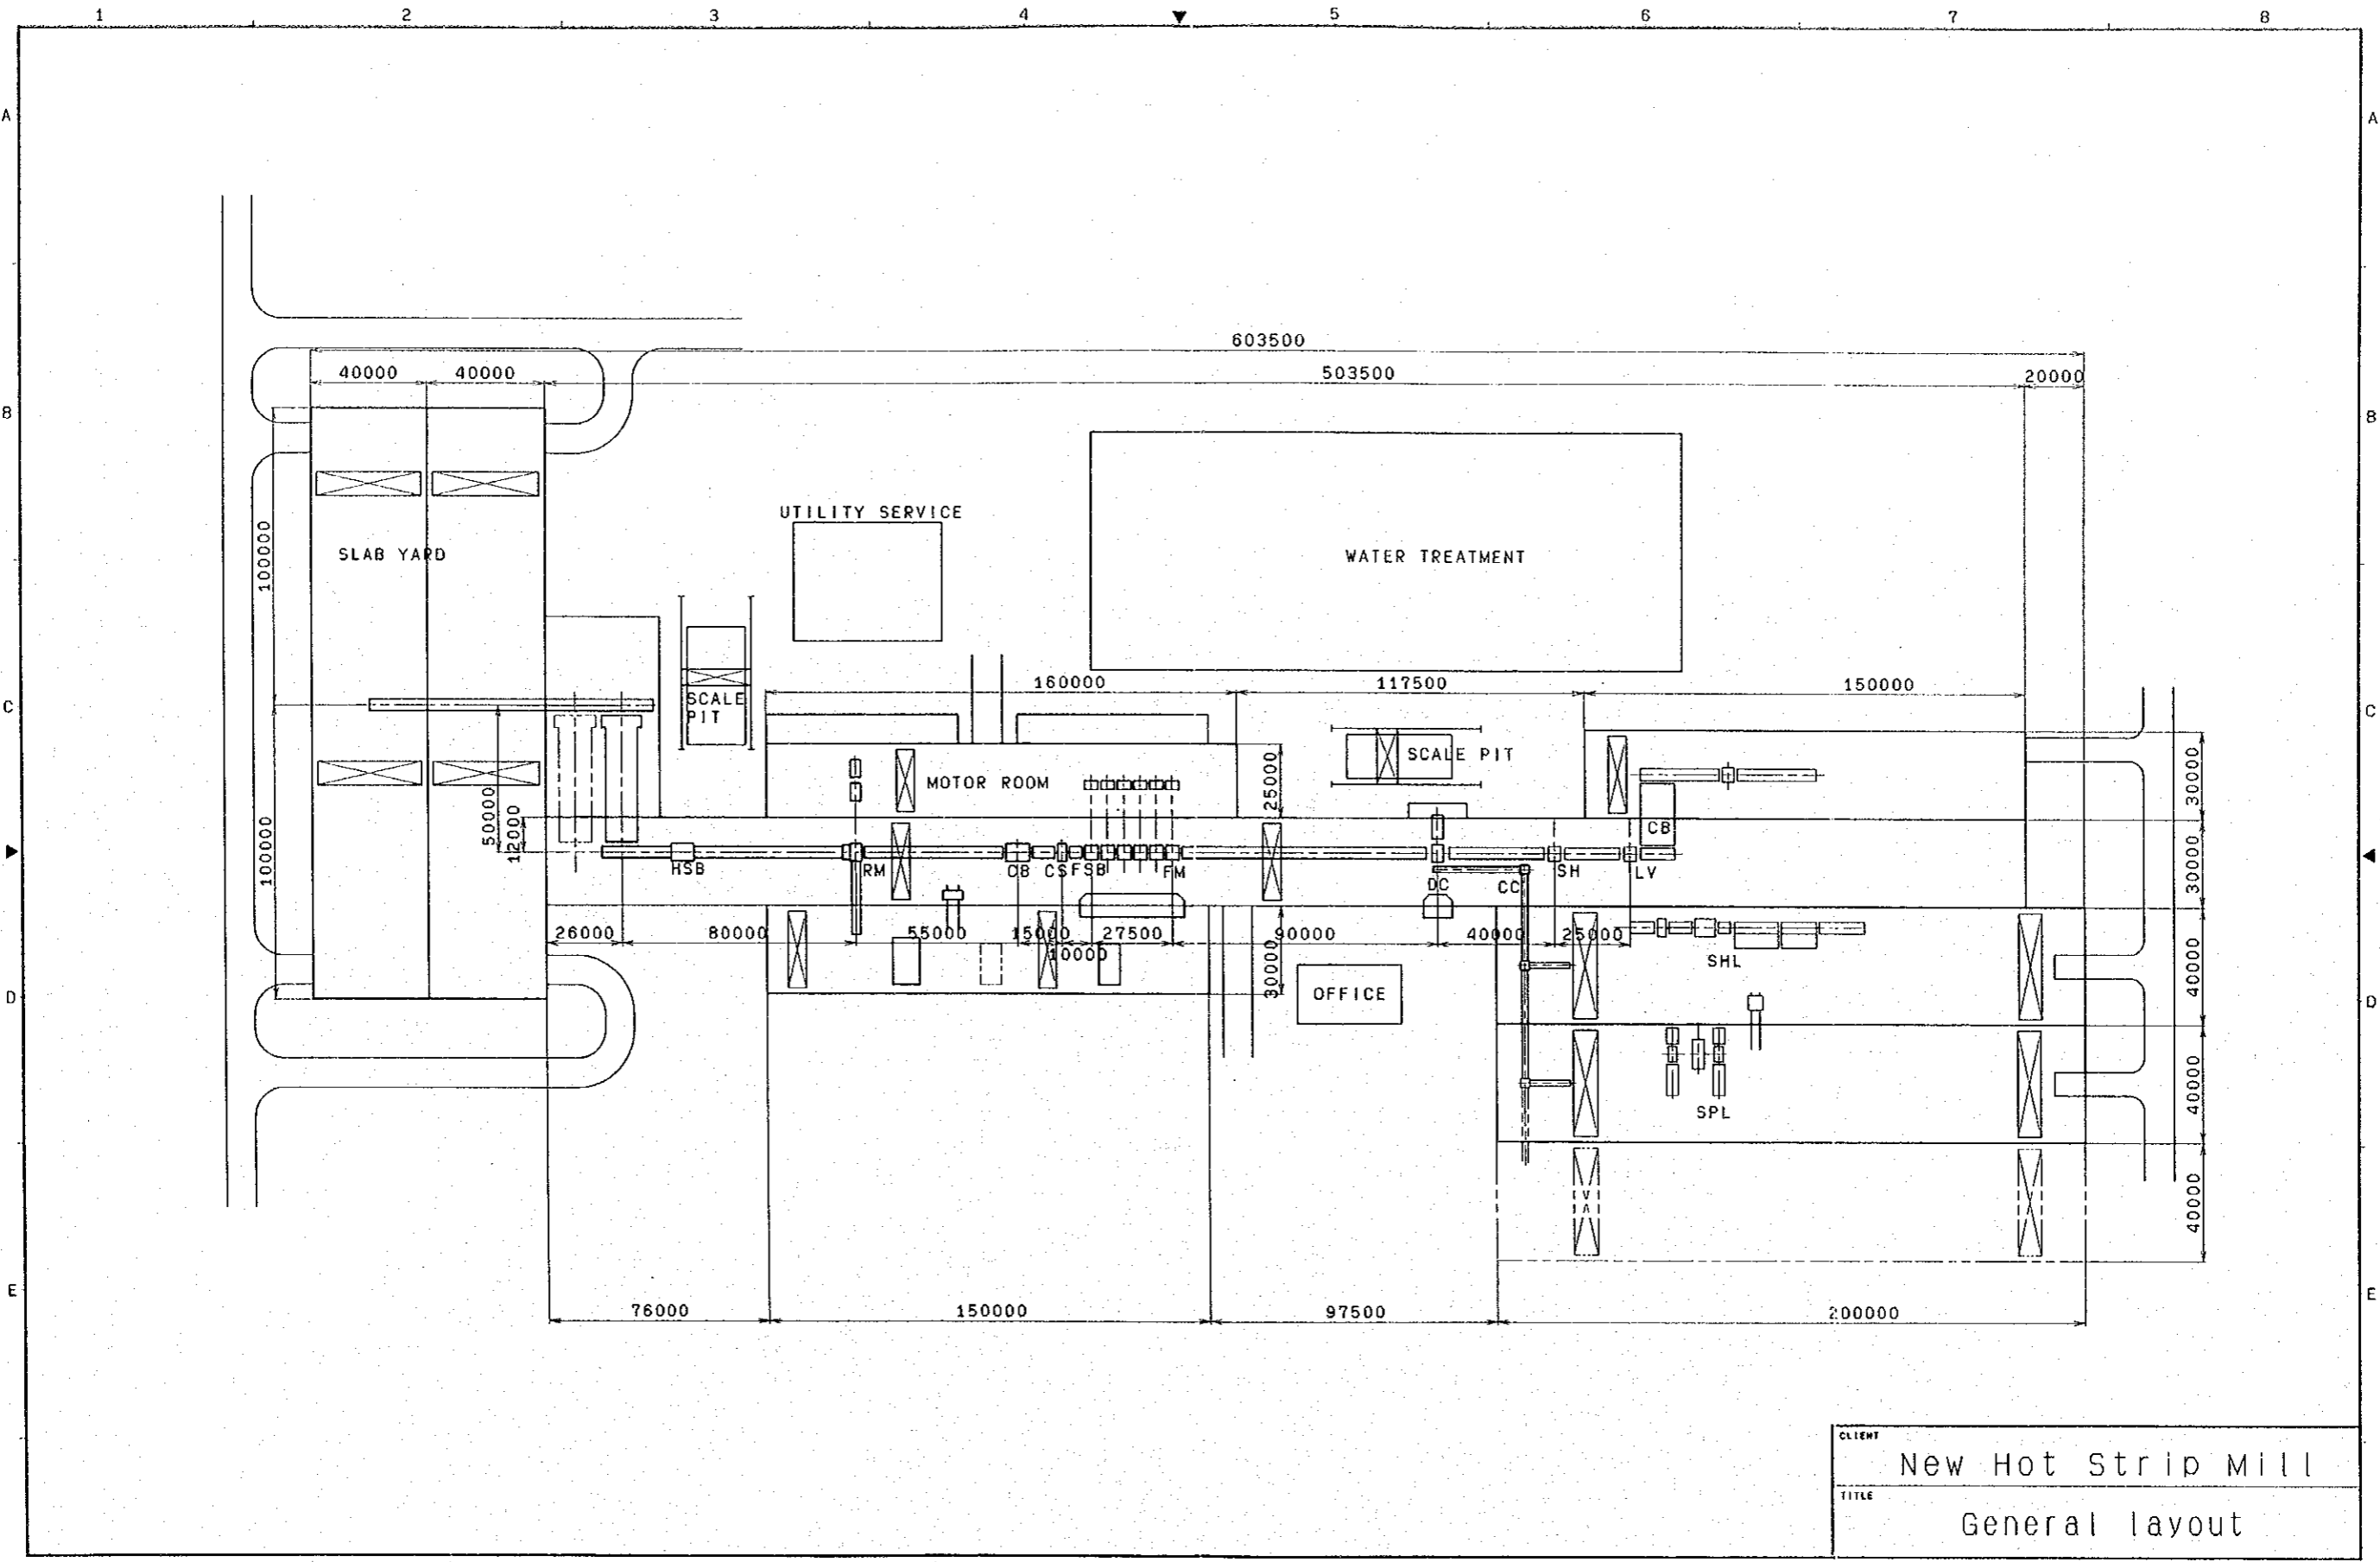 1 2 3 4 5 6 7 8
A A
603500
40000 40000 503500 20000
B B
UTILITY SERVICE
100000 SLAB YARD WATER TREATMENT
SCALE
PIT
160000 117500 150000
C C
MOTOR ROOM SCALE PIT
25000 30000
50000
12000
100000
CB
HSB RM CB CS FSB FM DC CC SH LV
30000
26000 80000 55000 15000 27500 90000 40000 25000
10000
30000
SHL
40000
OFFICE
D D
SPL
40000
40000
E E
76000 150000 97500 200000
CLIENT
New Hot Strip Mill
TITLE
General layout